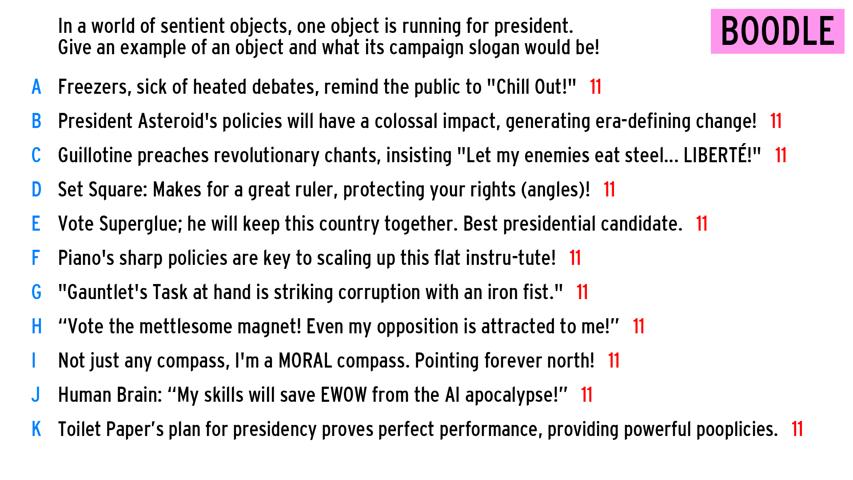 In a world of sentient objects, one object is running for president.
Give an example of an object and what its campaign slogan would be!
BOODLE
A Freezers, sick of heated debates, remind the public to "Chill Out!" 11
B President Asteroid's policies will have a colossal impact, generating era-defining change! 11
C Guillotine preaches revolutionary chants, insisting "Let my enemies eat steel... LIBERTÉ!" 11
D Set Square: Makes for a great ruler, protecting your rights (angles)! 11
E Vote Superglue; he will keep this country together. Best presidential candidate. 11
F Piano's sharp policies are key to scaling up this flat instru-tute! 11
G "Gauntlet's Task at hand is striking corruption with an iron fist." 11
H “Vote the mettlesome magnet! Even my opposition is attracted to me!” 11
I Not just any compass, I'm a MORAL compass. Pointing forever north! 11
J Human Brain: “My skills will save EWOW from the AI apocalypse!” 11
K Toilet Paper’s plan for presidency proves perfect performance, providing powerful pooplicies. 11